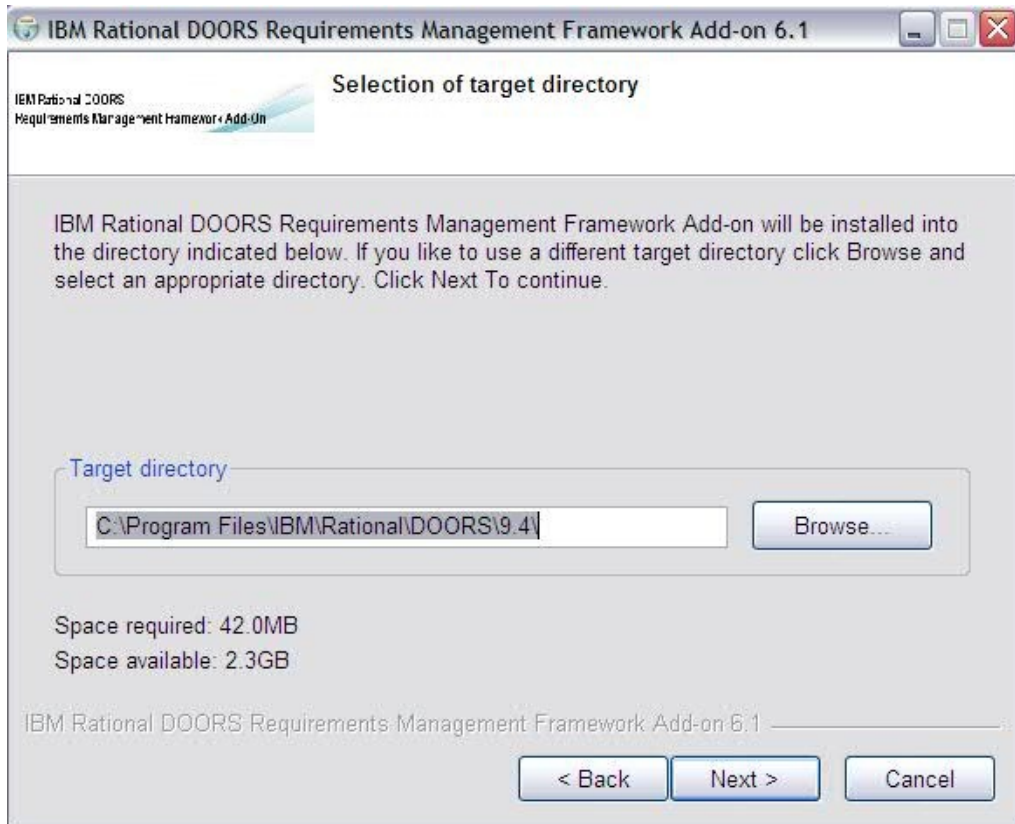 IBM Rational DOORS Requirements Management Framework Add-on 6.1
IBM Rational DOORS
Requirements Management Framework Add-On
Selection of target directory
IBM Rational DOORS Requirements Management Framework Add-on will be installed into
the directory indicated below. If you like to use a different target directory click Browse and
select an appropriate directory. Click Next To continue.
Target directory
C:\Program Files\IBM\Rational\DOORS\9.4\
Browse...
Space required: 42.0MB
Space available: 2.3GB
IBM Rational DOORS Requirements Management Framework Add-on 6.1
< Back
Next >
Cancel